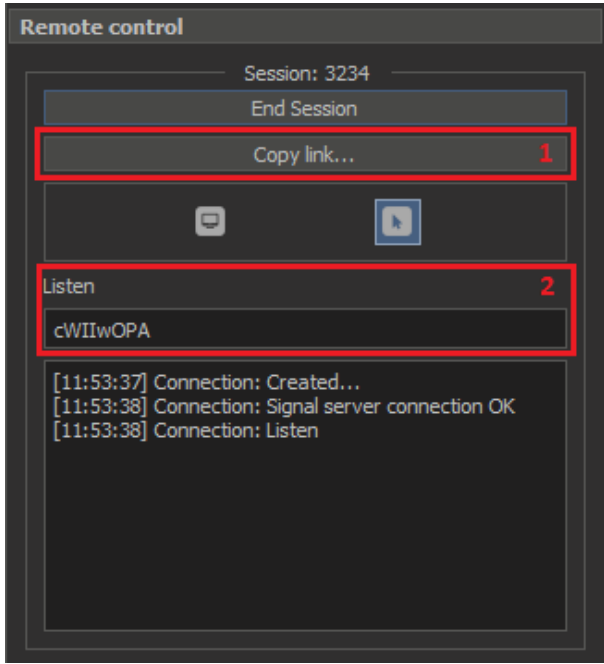 Remote control
Session: 3234
End Session
Copy link...
1
Listen
2
cWIIwOPA
[11:53:37] Connection: Created...
[11:53:38] Connection: Signal server connection OK
[11:53:38] Connection: Listen